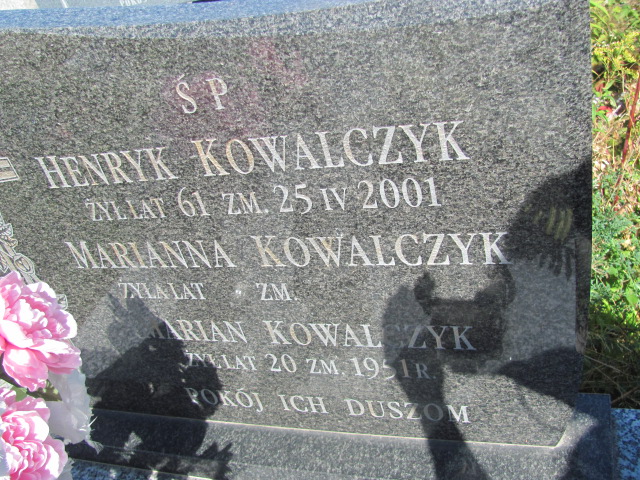 Ś P
HENRYK KOWALCZYK
ŻYŁ LAT 61 ZM. 25 IV 2001
MARIANNA KOWALCZYK
ŻYŁA LAT ZM.
MARIAN KOWALCZYK
ŻYŁ LAT 20 ZM. 1951 R.
POKÓJ ICH DUSZOM